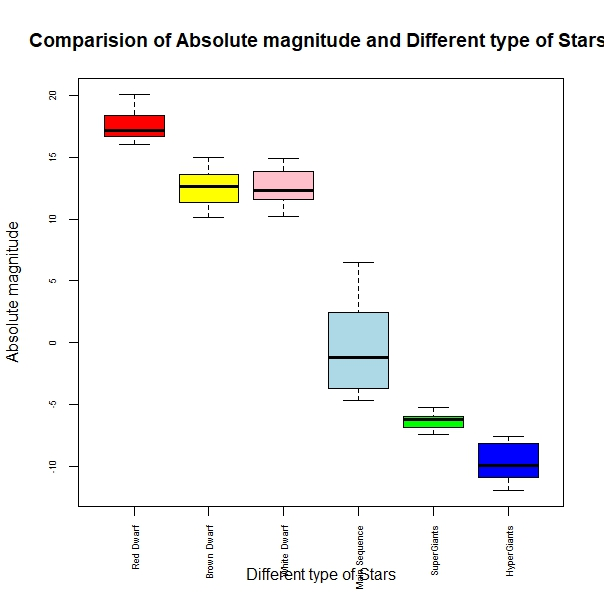 Comparision of Absolute magnitude and Different type of Stars
Absolute magnitude
20
15
10
5
0
-5
-10
Red Dwarf
Brown Dwarf
White Dwarf
Main Sequence
SuperGiants
HyperGiants
Different type of Stars